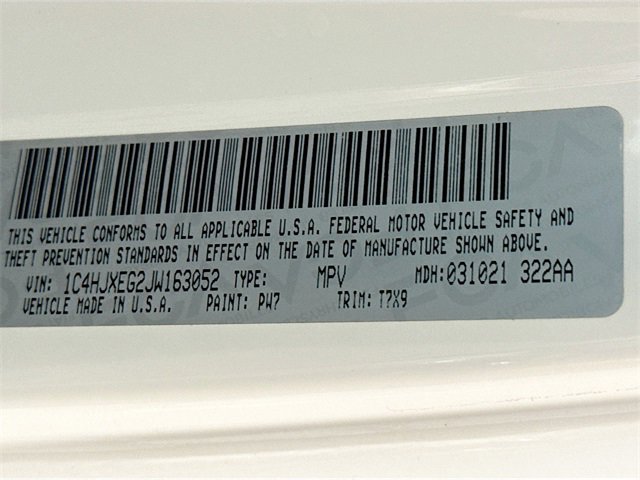 THIS VEHICLE CONFORMS TO ALL APPLICABLE U.S.A. FEDERAL MOTOR VEHICLE SAFETY AND
THEFT PREVENTION STANDARDS IN EFFECT ON THE DATE OF MANUFACTURE SHOWN ABOVE.
VIN: 1C4HJXEG2JW163052 TYPE: MPV MDH:031021 322AA
VEHICLE MADE IN U.S.A. PAINT: PW7 TRIM: T7X9